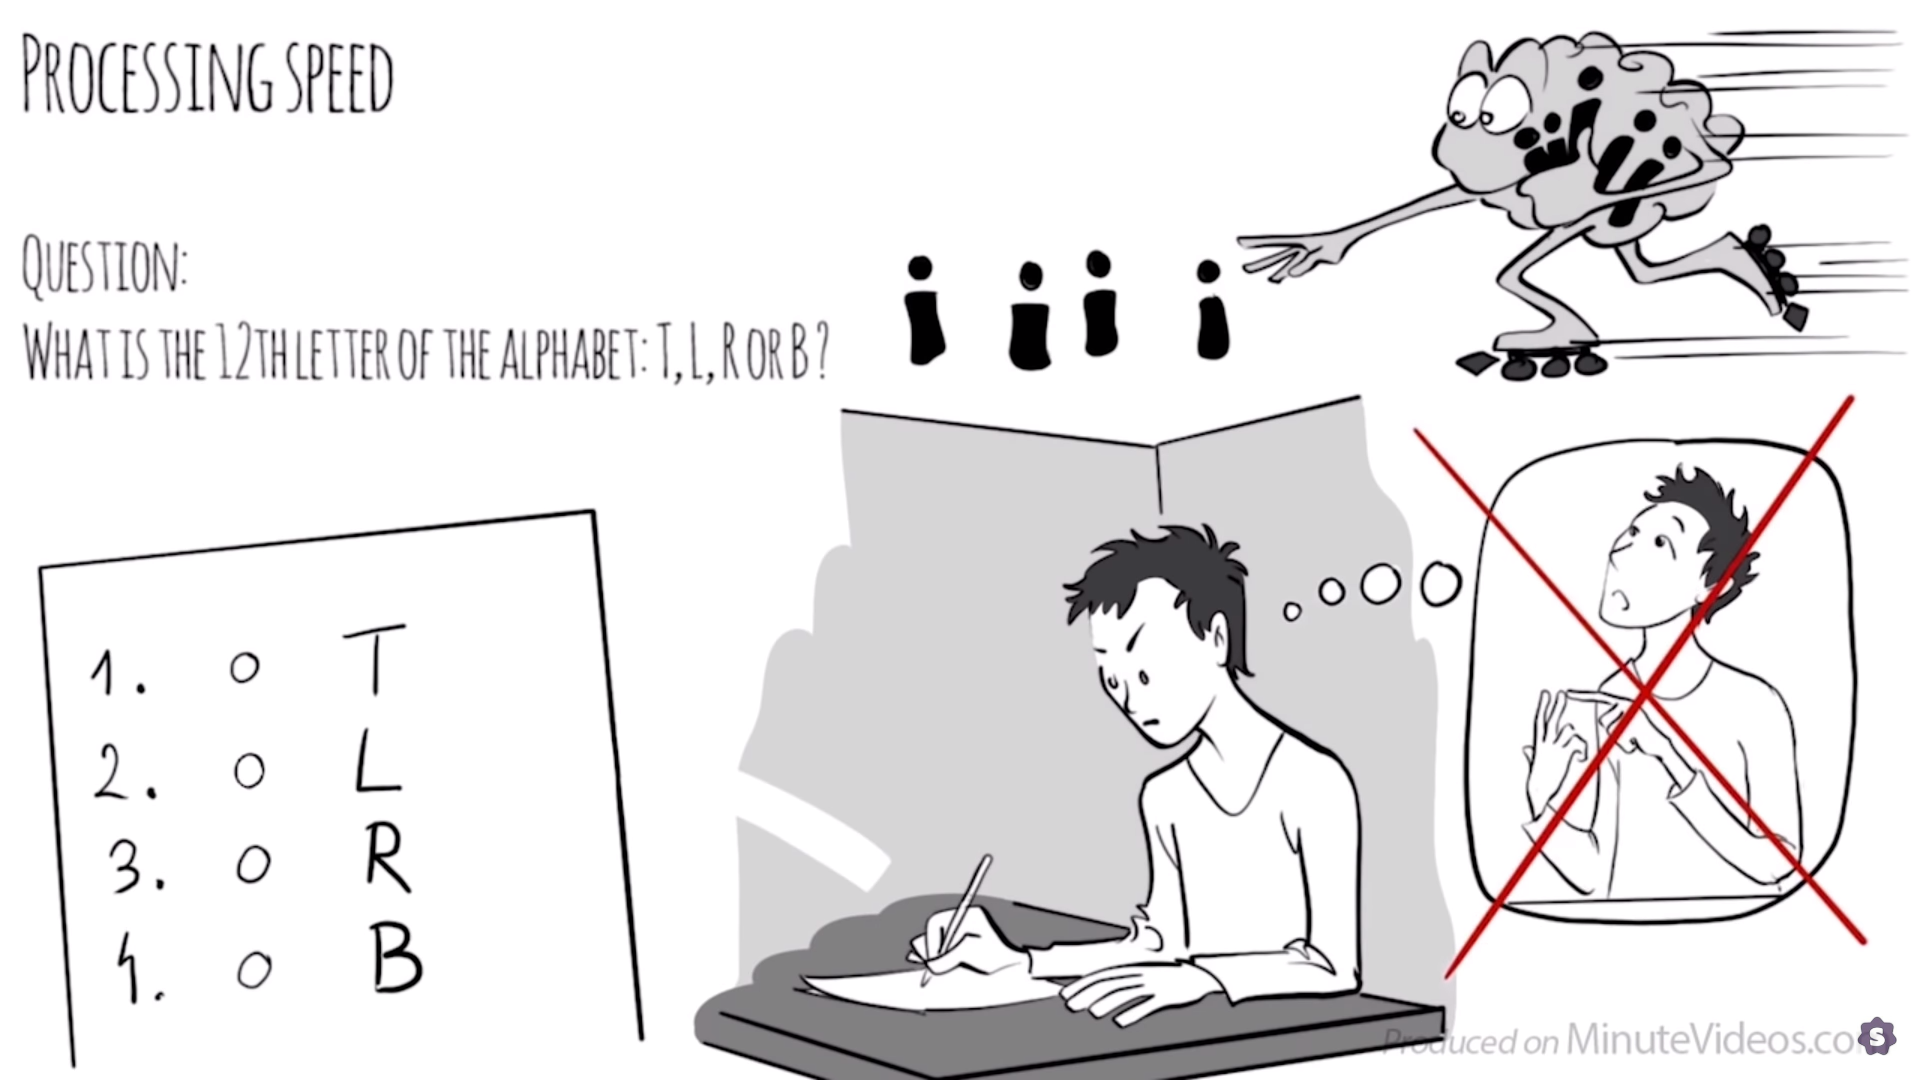 PROCESSING SPEED
QUESTION:
WHAT IS THE 12TH LETTER OF THE ALPHABET: T, L, R OR B ?
i i i i
1. O T
2. O L
3. O R
4. O B
Produced on MinuteVideos.co
S